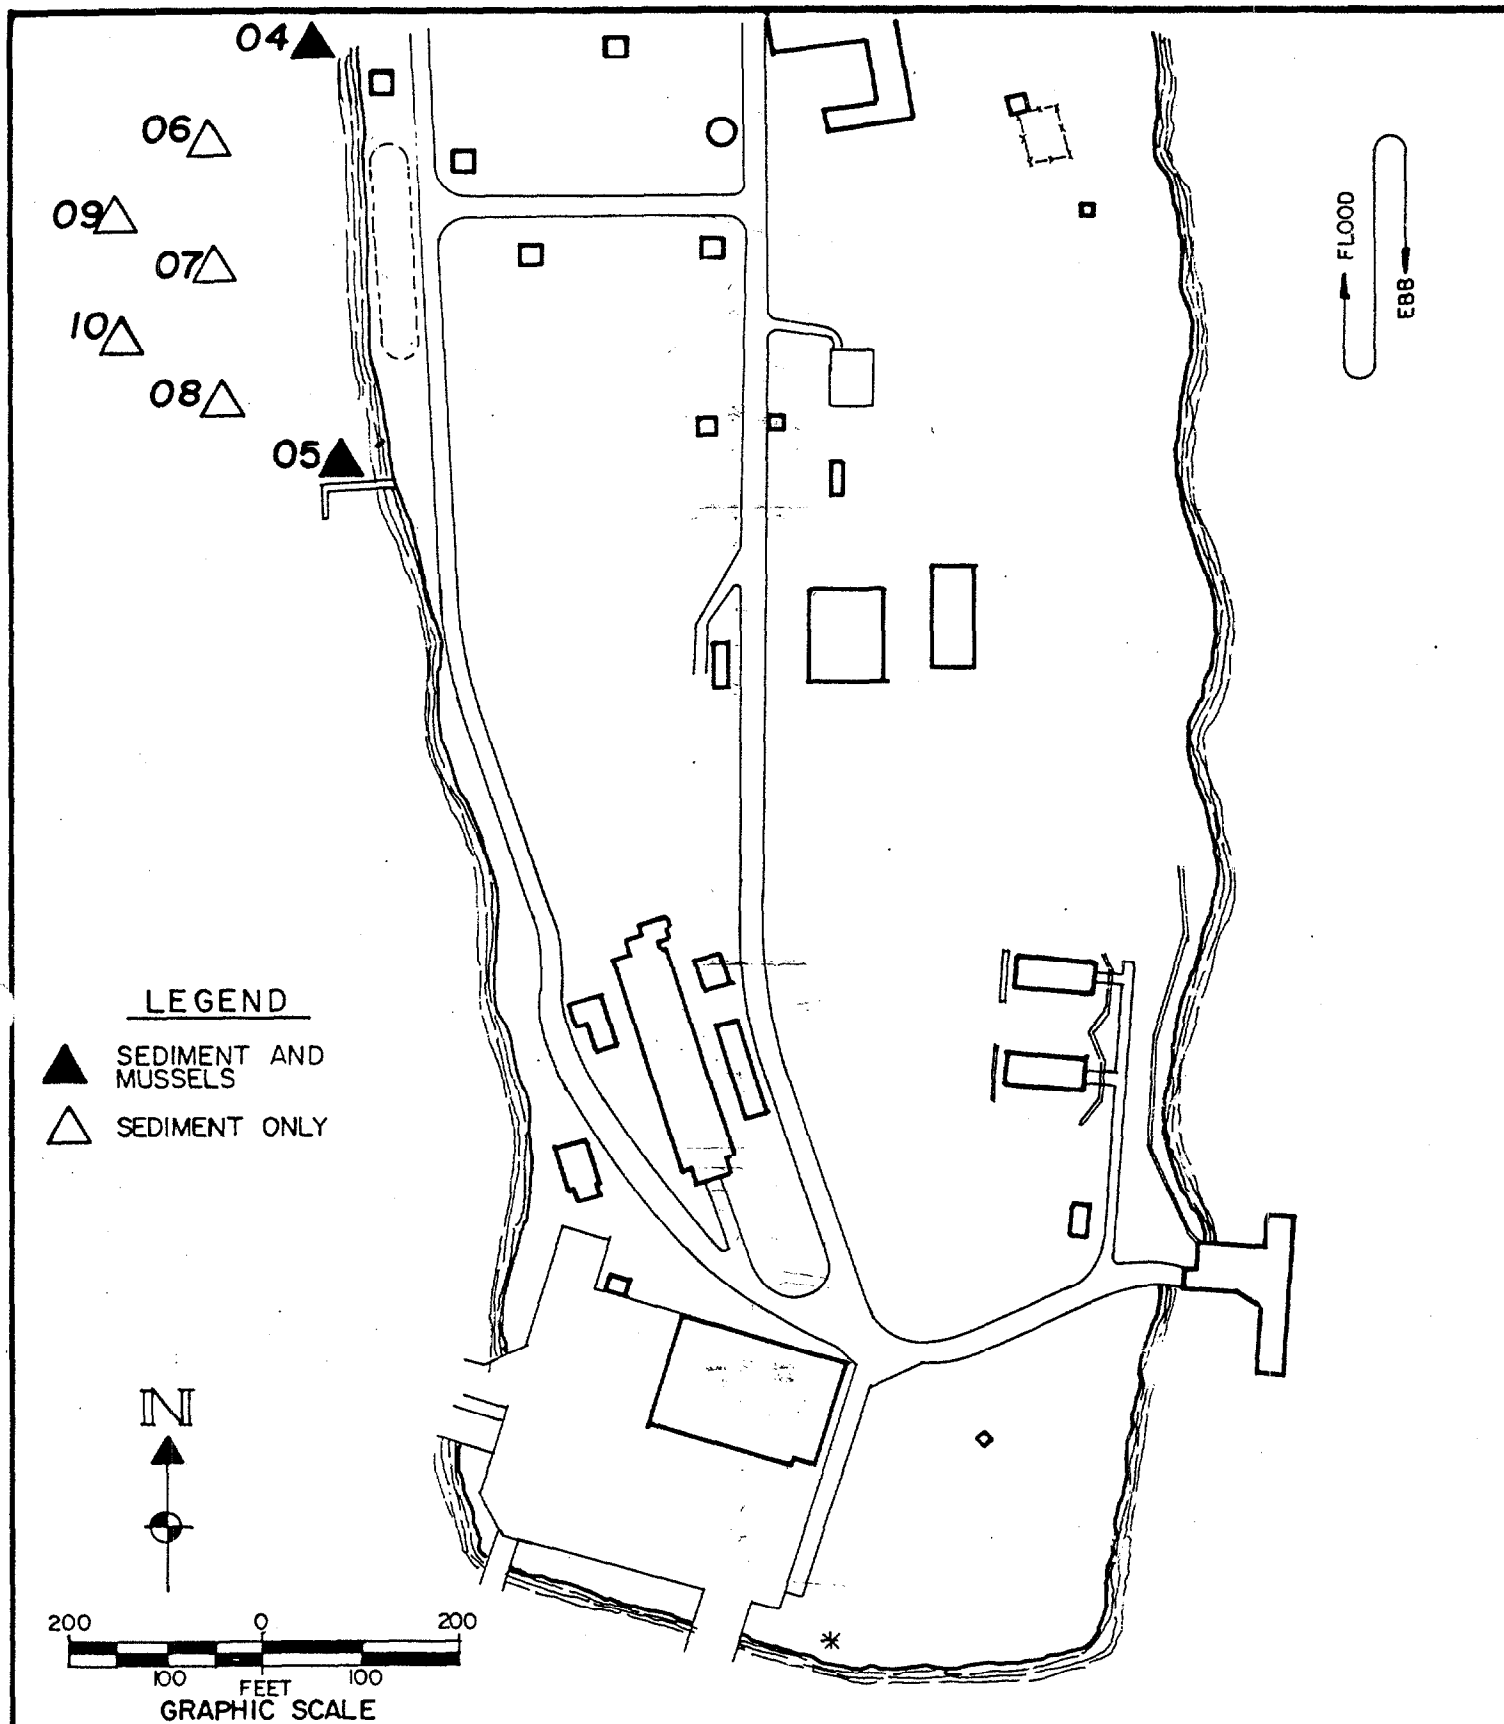 04
06
09
07
10
08
05
FLOOD
EBB
LEGEND
SEDIMENT AND
MUSSELS
SEDIMENT ONLY
N
200 0 200
100 FEET 100
GRAPHIC SCALE